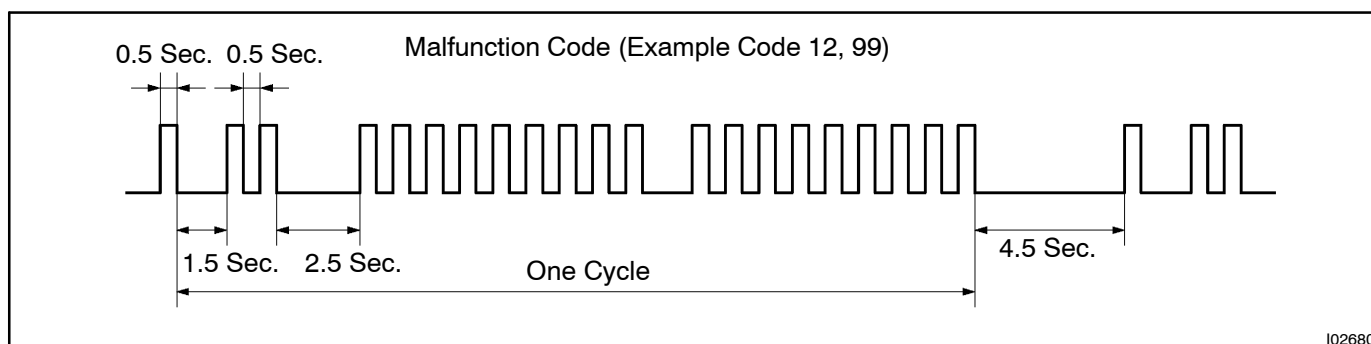 Malfunction Code (Example Code 12, 99)
0.5 Sec. 0.5 Sec.
1.5 Sec. 2.5 Sec.
4.5 Sec.
One Cycle
I02680